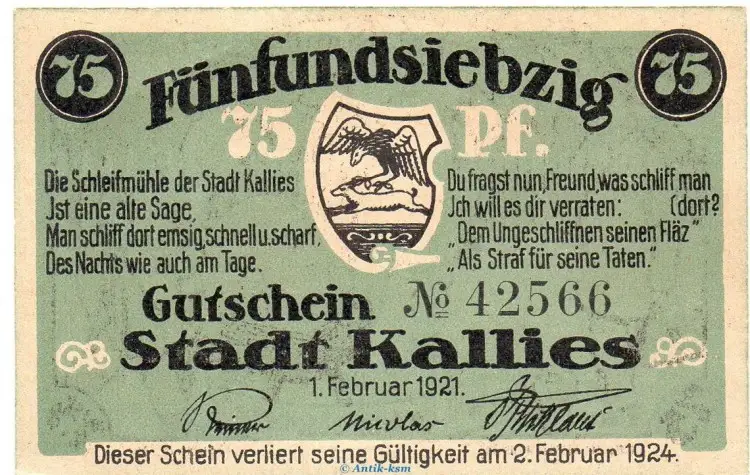 75 Fünfundsiebzig 75
75 Pf.
Die Schleifmühle der Stadt Kallies
Jst eine alte Sage,
Man schliff dort emsig,schnell u.scharf,
Des Nachts wie auch am Tage.
Du fragst nun,Freund,was schliff man
Jch will es dir verraten: (dort?
„Dem Ungeschliffnen seinen Fläz"
„Als Straf für seine Taten."
Gutschein No 42566
Stadt Kallies
1. Februar 1921.
Nicolas
Dieser Schein verliert seine Gültigkeit am 2. Februar 1924.
© Antik-ksm